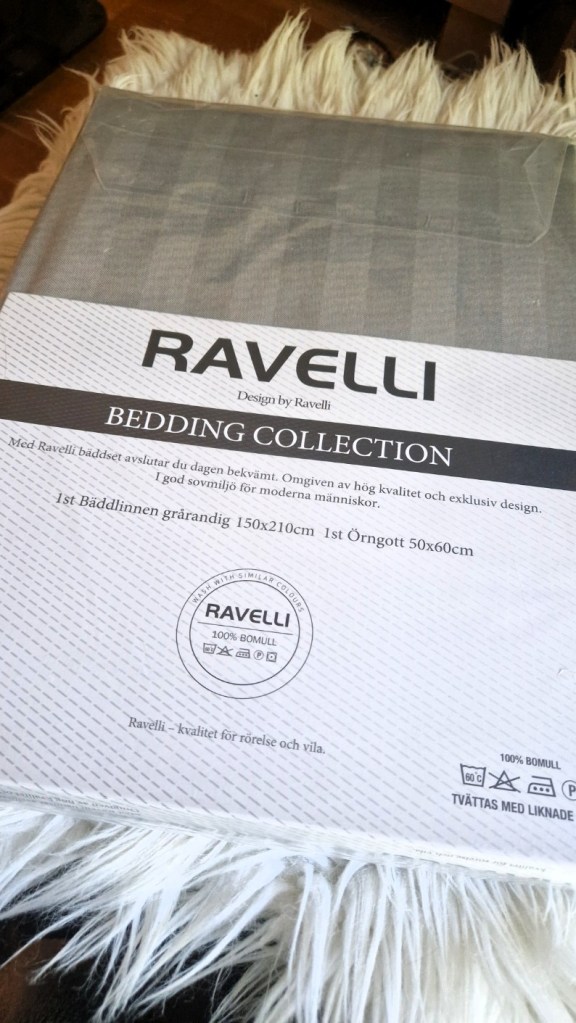 RAVELLI
Design by Ravelli
BEDDING COLLECTION
Med Ravelli bäddset avslutar du dagen bekvämt. Omgiven av hög kvalitet och exklusiv design.
I god sovmiljö för moderna människor.
1st Bäddlinnen grårandig 150x210cm 1st Örngott 50x60cm
WASH WITH SIMILAR COLOURS
RAVELLI
100% BOMULL
P
Ravelli – kvalitet för rörelse och vila.
100% BOMULL
60°C P
TVÄTTAS MED LIKNADE